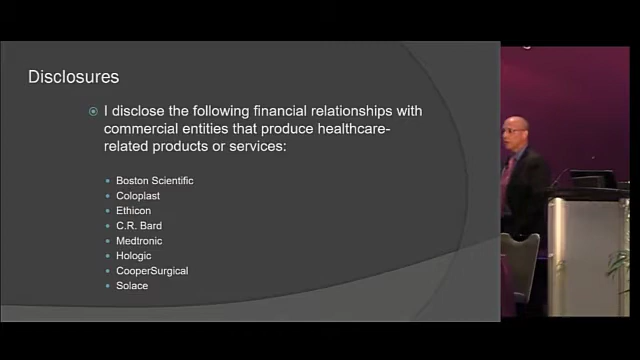 Disclosures
I disclose the following financial relationships with
commercial entities that produce healthcare-
related products or services:
Boston Scientific
Coloplast
Ethicon
C.R. Bard
Medtronic
Hologic
CooperSurgical
Solace